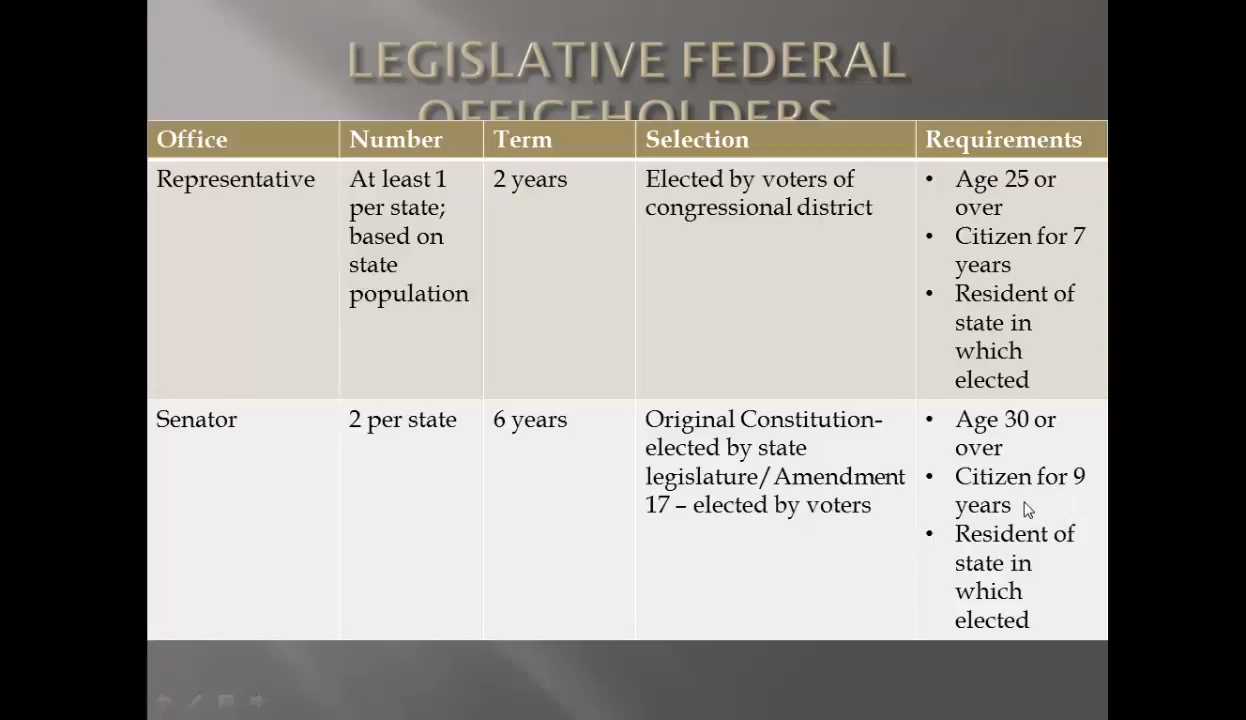 LEGISLATIVE FEDERAL
OFFICEHOLDERS
Office Number Term Selection Requirements
Representative
At least 1
per state;
based on
state
population
2 years
Elected by voters of
congressional district
• Age 25 or
over
• Citizen for 7
years
• Resident of
state in
which
elected
Senator
2 per state
6 years
Original Constitution-
elected by state
legislature/Amendment
17 – elected by voters
• Age 30 or
over
• Citizen for 9
years
• Resident of
state in
which
elected